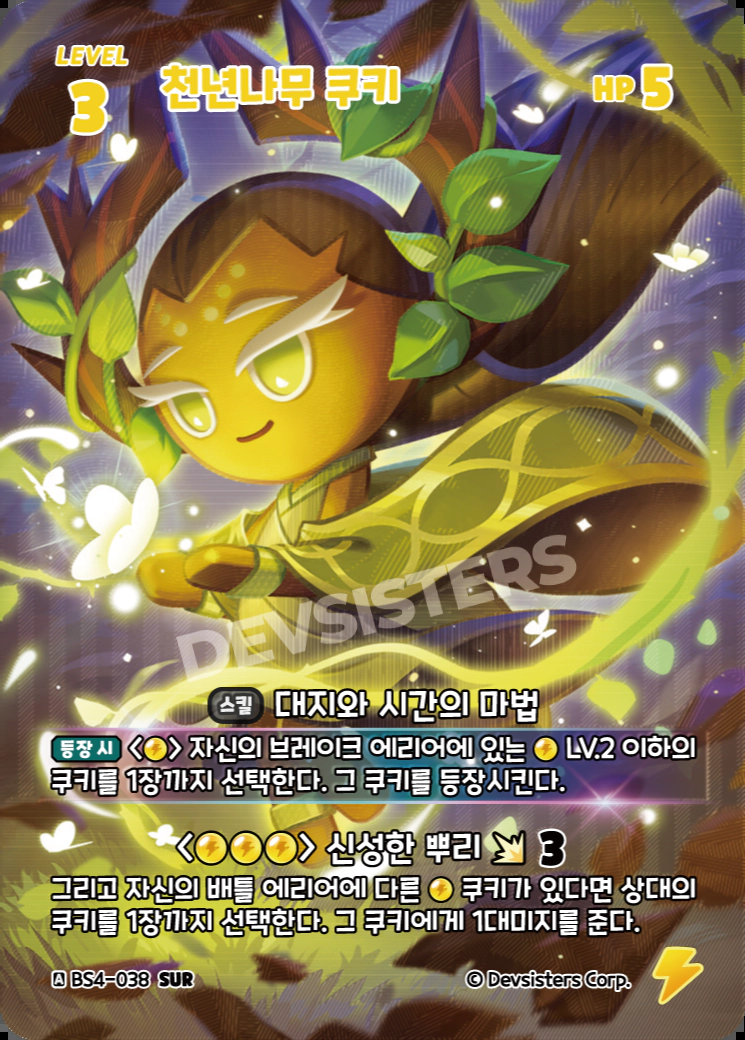 LEVEL
3
천년나무 쿠키
HP 5
DEVSISTERS
스킬 대지와 시간의 마법
등장 시 < > 자신의 브레이크 에리어에 있는 LV.2 이하의
쿠키를 1장까지 선택한다. 그 쿠키를 등장시킨다.
< > 신성한 뿌리 3
그리고 자신의 배틀 에리어에 다른 쿠키가 있다면 상대의
쿠키를 1장까지 선택한다. 그 쿠키에게 1대미지를 준다.
A BS4-038 SUR
© Devsisters Corp.